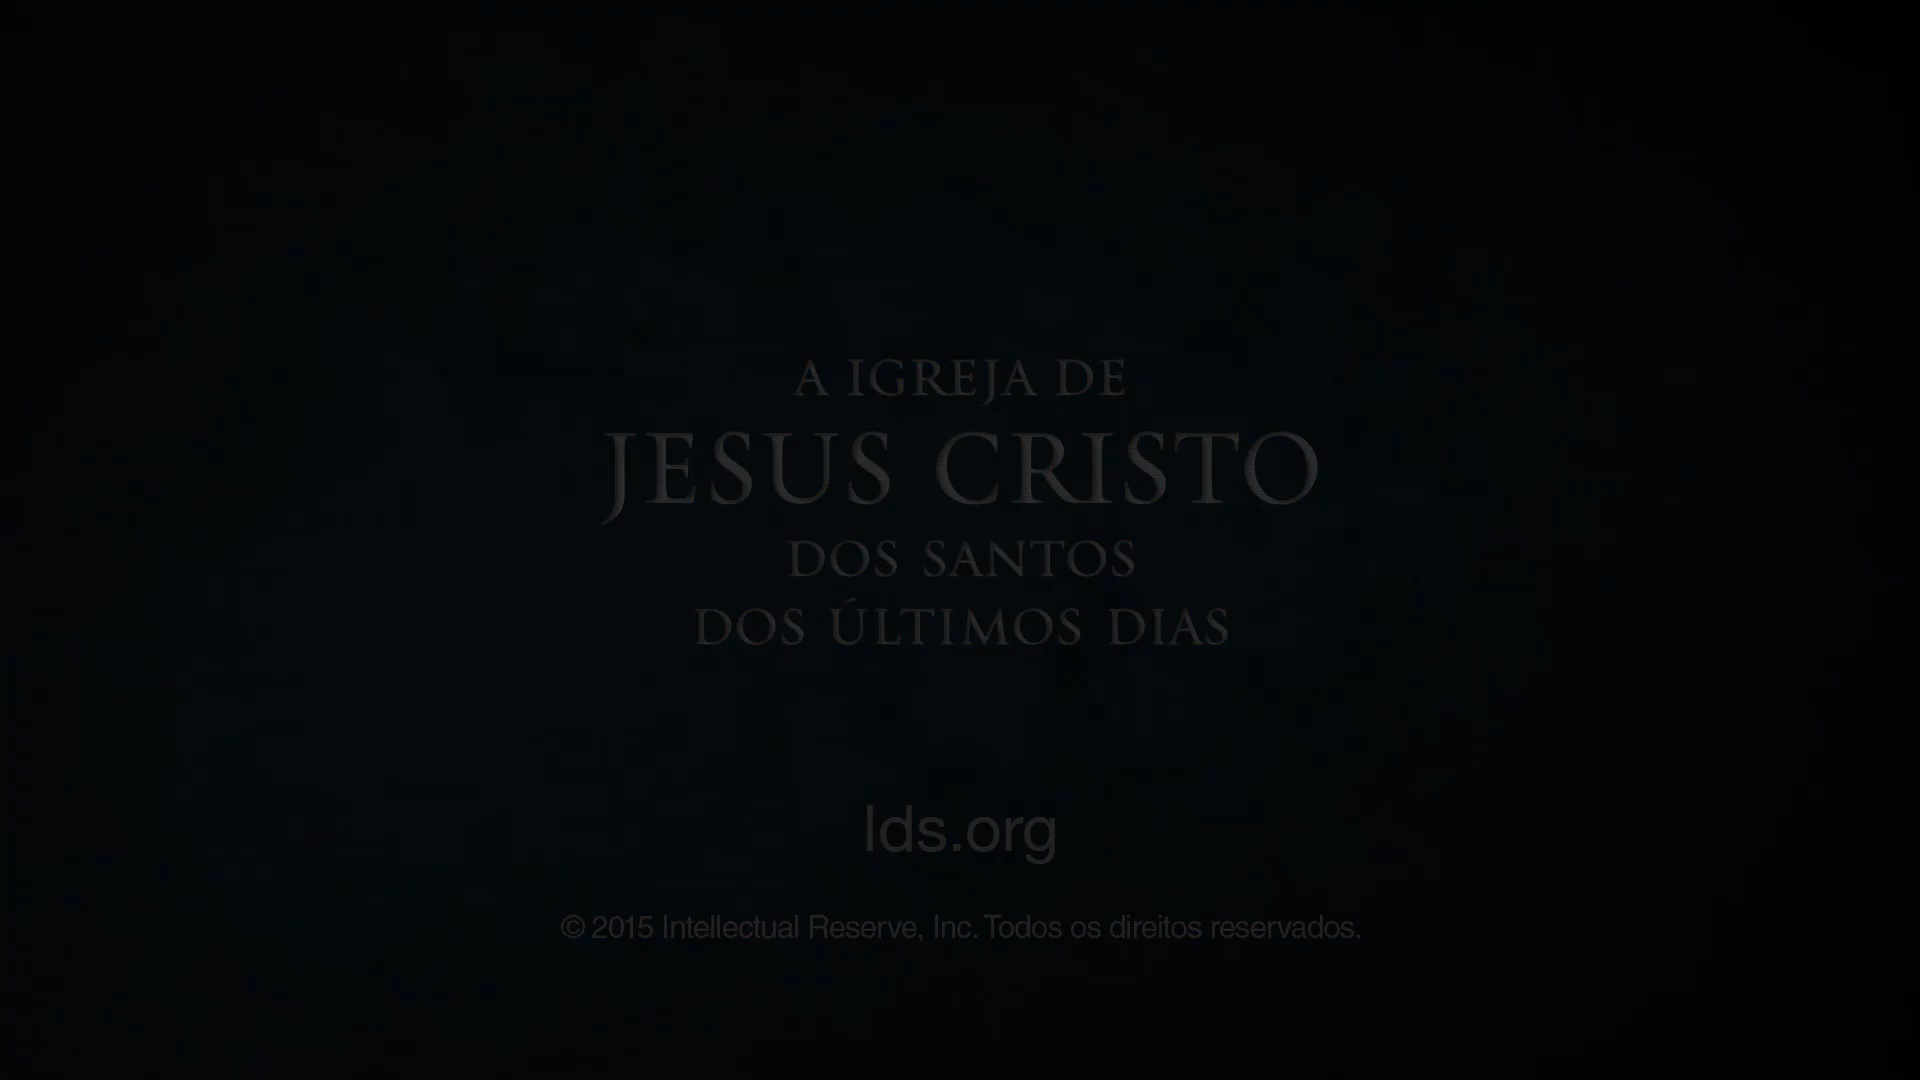 A IGREJA DE
JESUS CRISTO
DOS SANTOS
DOS ÚLTIMOS DIAS
lds.org
© 2015 Intellectual Reserve, Inc. Todos os direitos reservados.